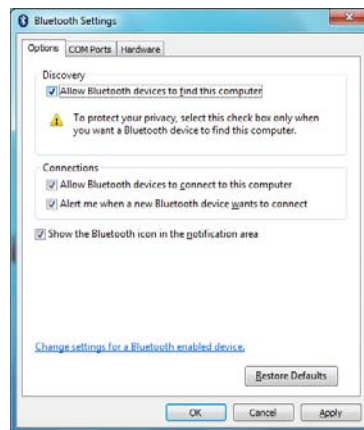 Bluetooth Settings
Options COM Ports Hardware
Discovery
Allow Bluetooth devices to find this computer
To protect your privacy, select this check box only when
you want a Bluetooth device to find this computer.
Connections
Allow Bluetooth devices to connect to this computer
Alert me when a new Bluetooth device wants to connect
Show the Bluetooth icon in the notification area
Change settings for a Bluetooth enabled device.
Restore Defaults
OK Cancel Apply